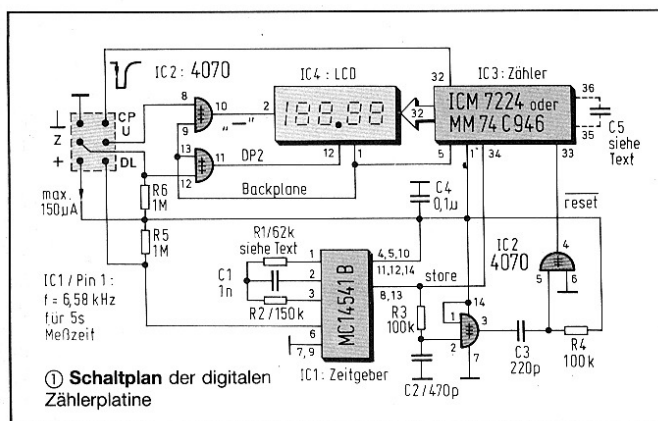 IC2: 4070
IC4: LCD
IC3: Zähler
ICM 7224 oder
MM 74 C946
188.88
CP
U
Z
+
DL
8
10
9
"–"
2
13
11
12
DP2
12
1
32
32
5
1
34
33
36
35
C5
siehe
Text
Backplane
max.
150µA
R6
1M
R5
1M
C4
0,1µ
reset
IC2
4070
4
5
6
R1/62k
siehe Text
C1
1n
R2/150k
1
2
3
6
7,9
MC14541 B
4,5,10
11,12,14
8,13
store
IC1: Zeitgeber
R3
100k
C2/470p
14
1
2
3
7
C3
220p
R4
100k
IC1/Pin 1:
f = 6,58 kHz
für 5s
Meßzeit
① Schaltplan der digitalen
Zählerplatine